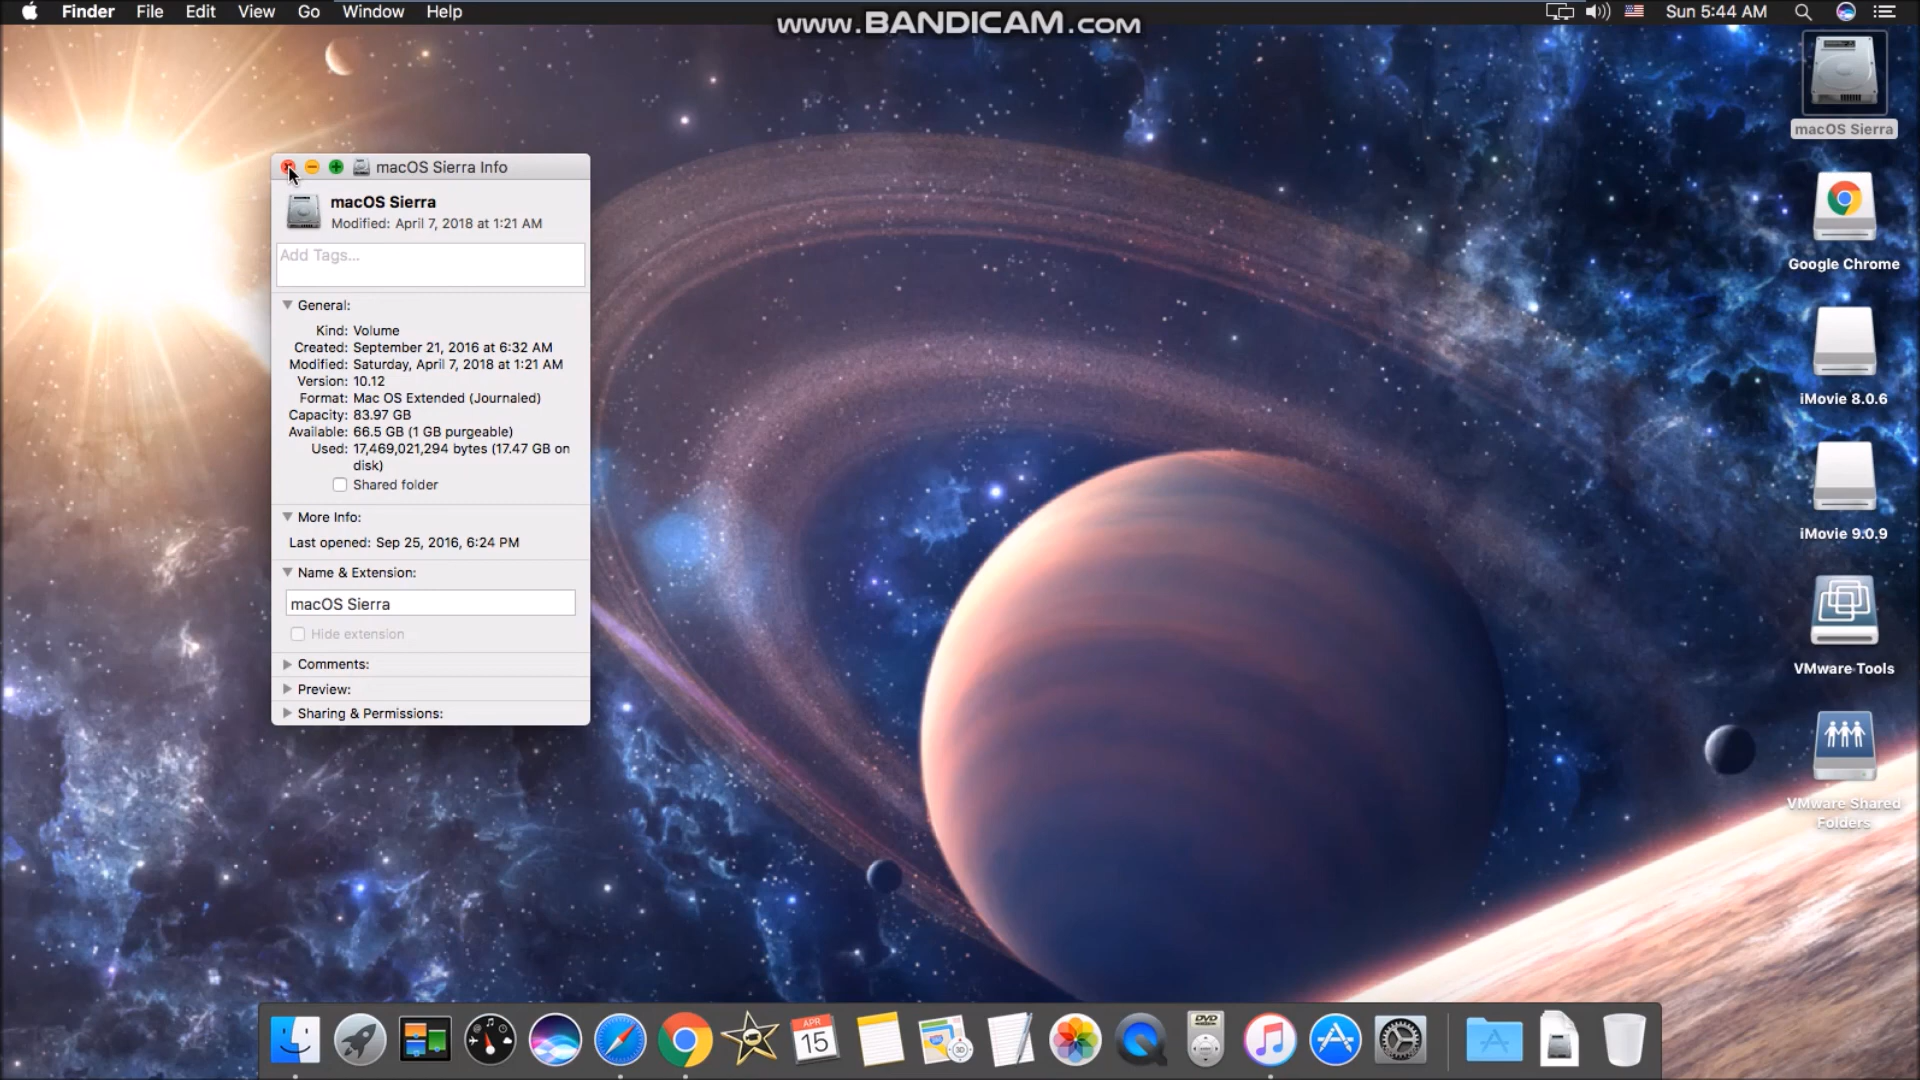 Finder File Edit View Go Window Help
Sun 5:44 AM
www.BANDICAM.com
macOS Sierra
Google Chrome
iMovie 8.0.6
iMovie 9.0.9
VMware Tools
VMware Shared
Folders
macOS Sierra Info
macOS Sierra
Modified: April 7, 2018 at 1:21 AM
Add Tags...
General:
Kind: Volume
Created: September 21, 2016 at 6:32 AM
Modified: Saturday, April 7, 2018 at 1:21 AM
Version: 10.12
Format: Mac OS Extended (Journaled)
Capacity: 83.97 GB
Available: 66.5 GB (1 GB purgeable)
Used: 17,469,021,294 bytes (17.47 GB on
disk)
Shared folder
More Info:
Last opened: Sep 25, 2016, 6:24 PM
Name & Extension:
macOS Sierra
Hide extension
Comments:
Preview:
Sharing & Permissions:
APR
15
3D
DVD